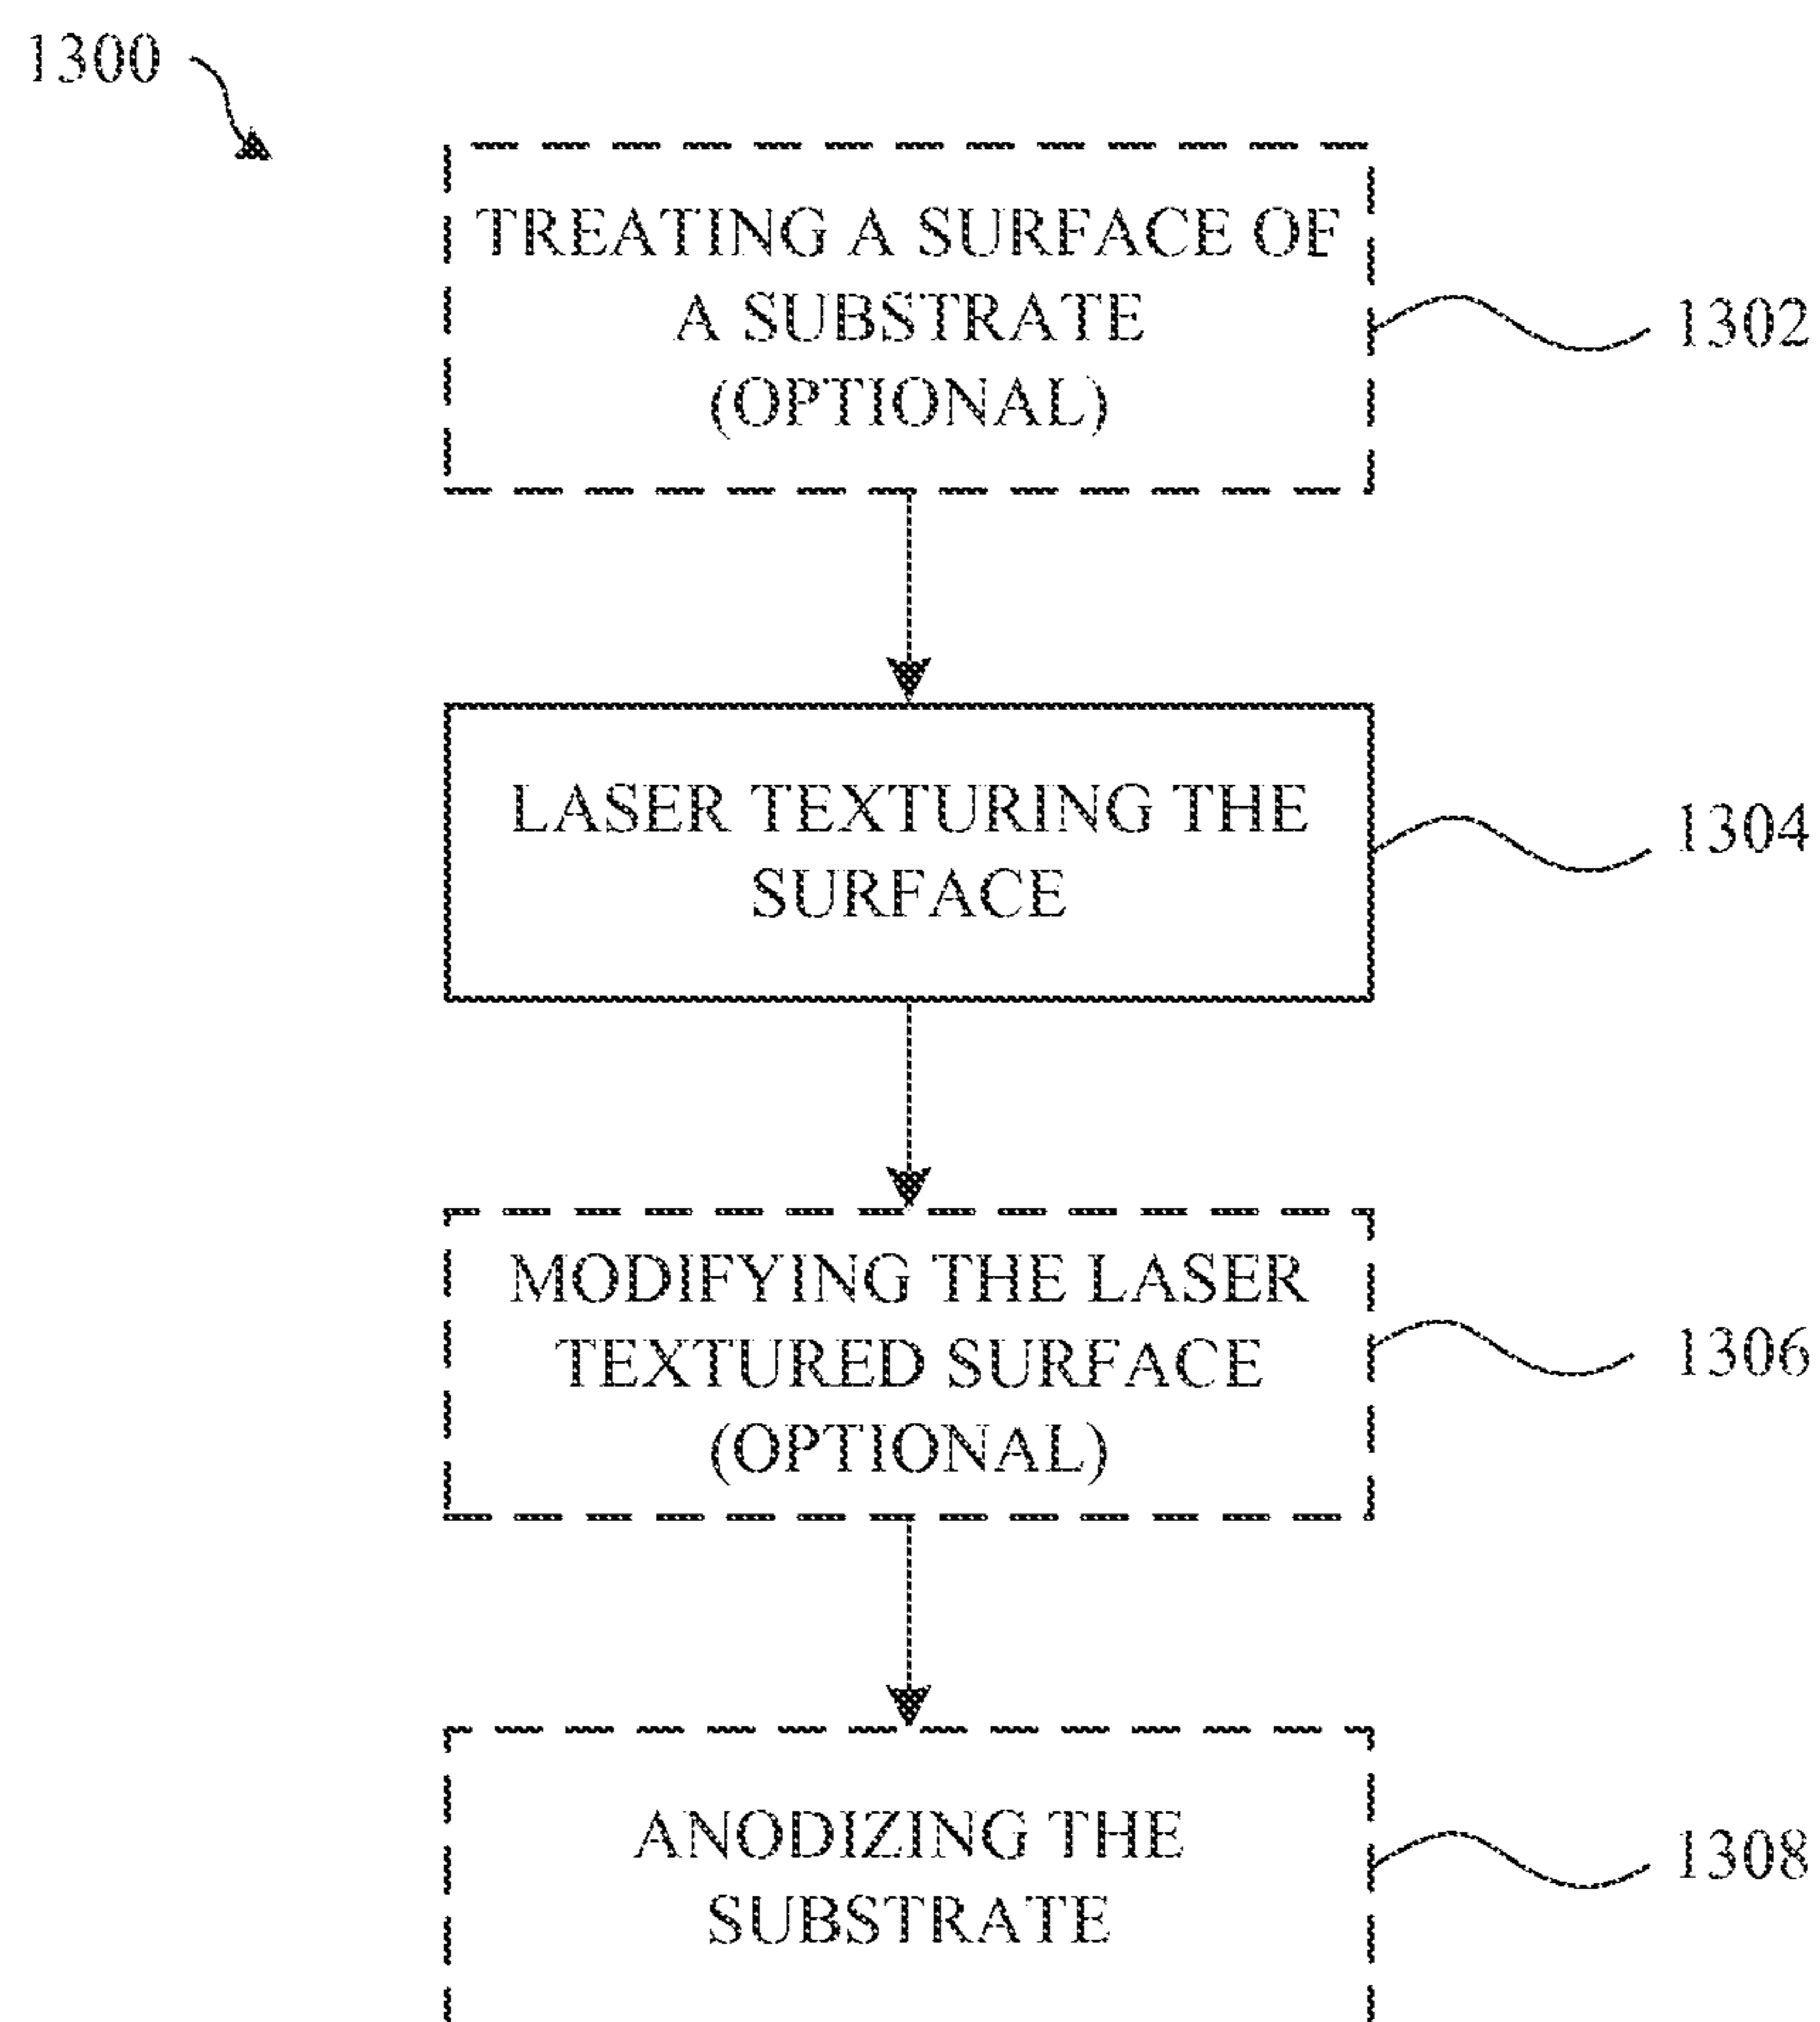 1300
TREATING A SURFACE OF
A SUBSTRATE
(OPTIONAL)
1302
LASER TEXTURING THE
SURFACE
1304
MODIFYING THE LASER
TEXTURED SURFACE
(OPTIONAL)
1306
ANODIZING THE
SUBSTRATE
1308